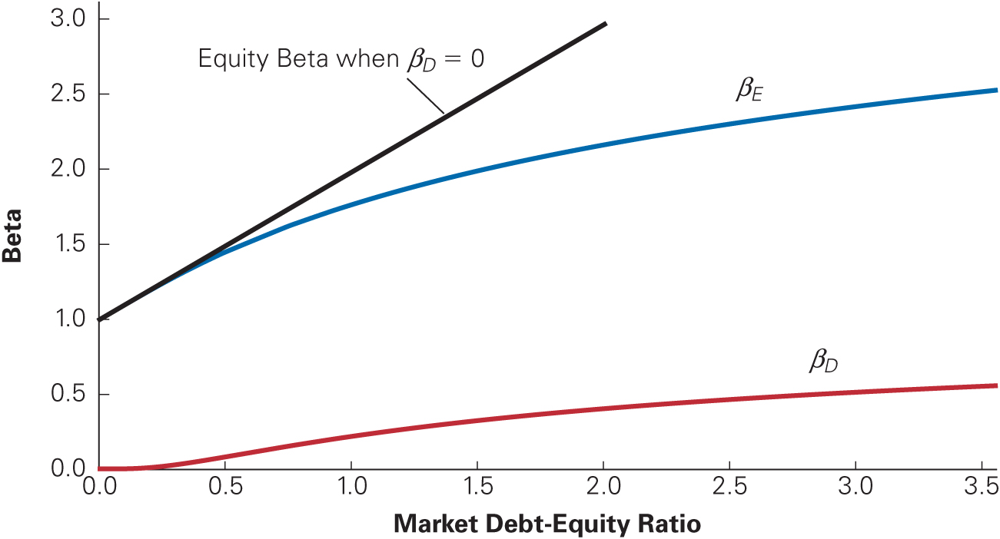 3.0
Equity Beta when βD = 0
2.5
βE
2.0
1.5
Beta
1.0
βD
0.5
0.0
0.0 0.5 1.0 1.5 2.0 2.5 3.0 3.5
Market Debt-Equity Ratio